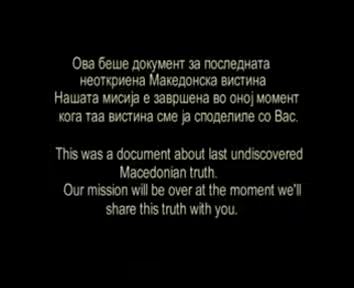 Ова беше документ за последната
неоткриена Македонска вистина
Нашата мисија е завршена во оној момент
кога таа вистина сме ја споделиле со Вас.
This was a document about last undiscovered
Macedonian truth.
Our mission will be over at the moment we'll
share this truth with you.